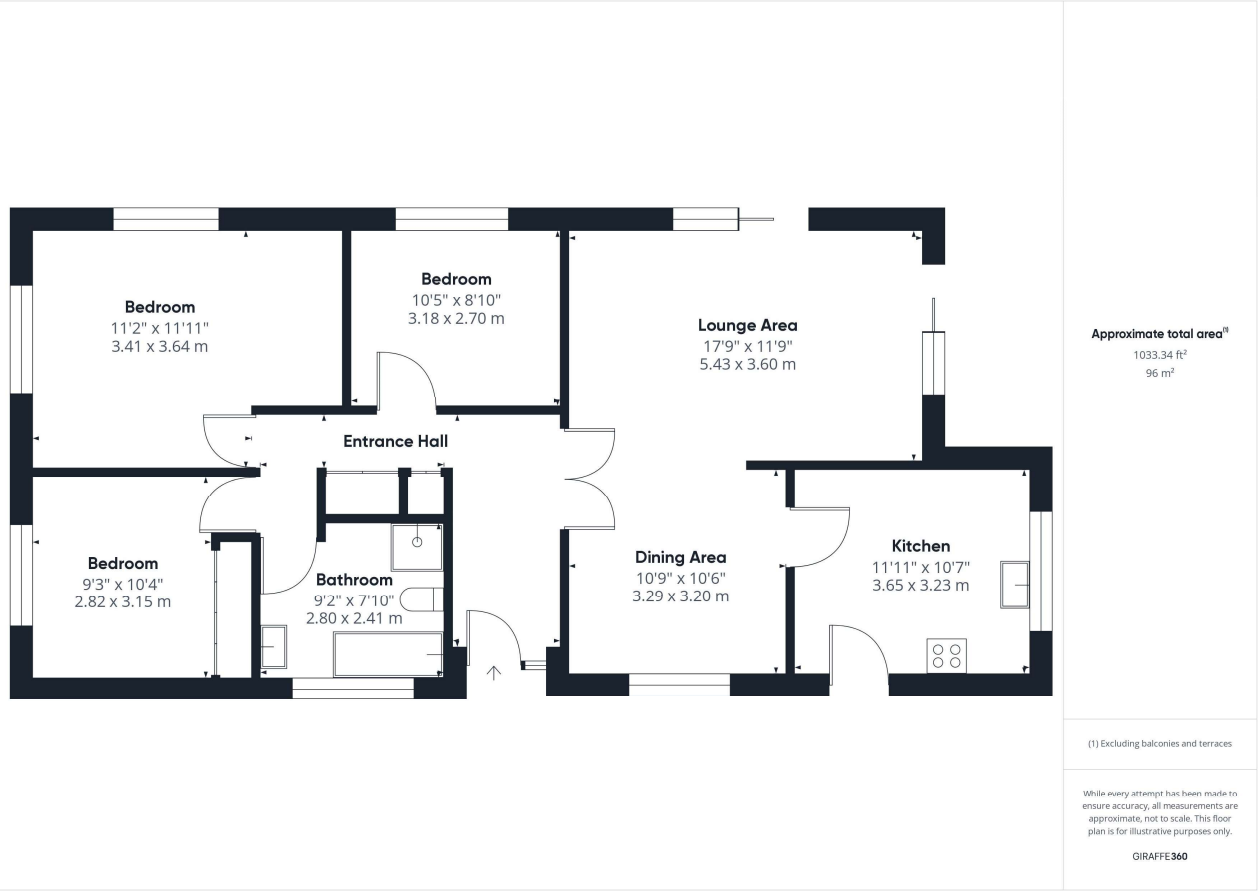 Bedroom
11'2" x 11'11"
3.41 x 3.64 m
Bedroom
10'5" x 8'10"
3.18 x 2.70 m
Lounge Area
17'9" x 11'9"
5.43 x 3.60 m
Entrance Hall
Bedroom
9'3" x 10'4"
2.82 x 3.15 m
Bathroom
9'2" x 7'10"
2.80 x 2.41 m
Dining Area
10'9" x 10'6"
3.29 x 3.20 m
Kitchen
11'11" x 10'7"
3.65 x 3.23 m
Approximate total area(1)
1033.34 ft²
96 m²
(1) Excluding balconies and terraces
While every attempt has been made to
ensure accuracy, all measurements are
approximate, not to scale. This floor
plan is for illustrative purposes only.
GIRAFFE360